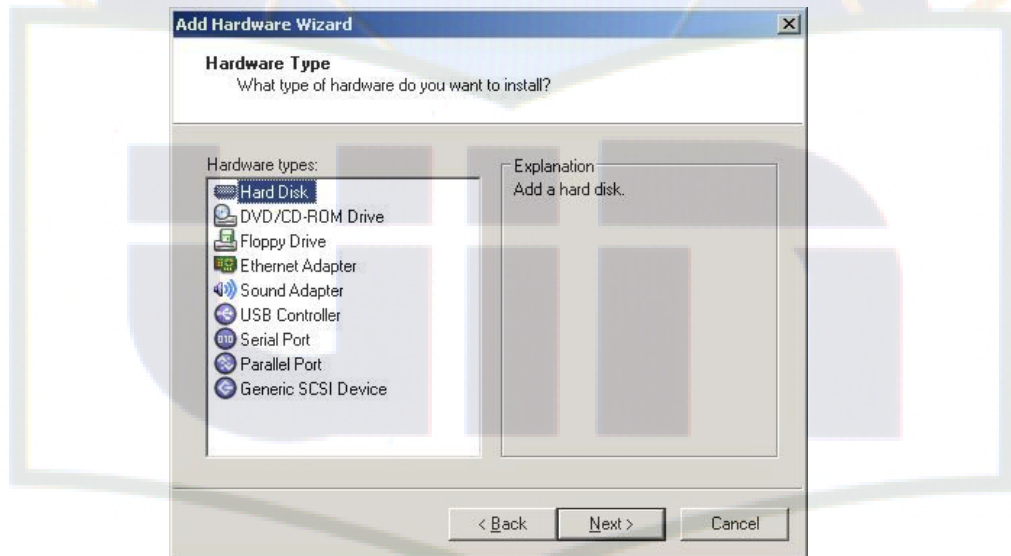 Add Hardware Wizard
Hardware Type
What type of hardware do you want to install?
Hardware types:
Hard Disk
DVD/CD-ROM Drive
Floppy Drive
Ethernet Adapter
Sound Adapter
USB Controller
Serial Port
Parallel Port
Generic SCSI Device
Explanation
Add a hard disk.
< Back
Next >
Cancel
uin